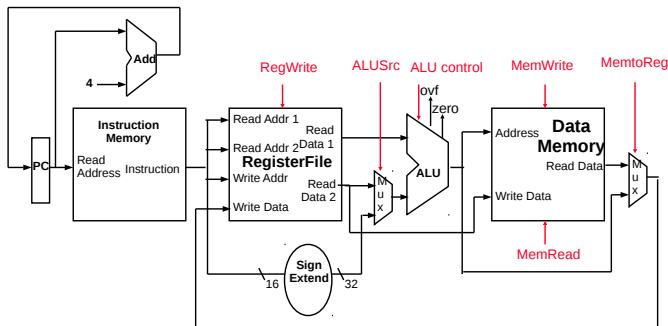 Add
4
RegWrite
ALUSrc
ALU control
MemWrite
MemtoReg
ovf
zero
Instruction
Memory
Read
Address
Instruction
PC
Read Addr 1
Read Addr 2
Write Addr
Write Data
RegisterFile
Read
Data 1
Read
Data 2
M
u
x
ALU
Address
Data
Memory
Read Data
Write Data
M
u
x
MemRead
Sign
Extend
16
32